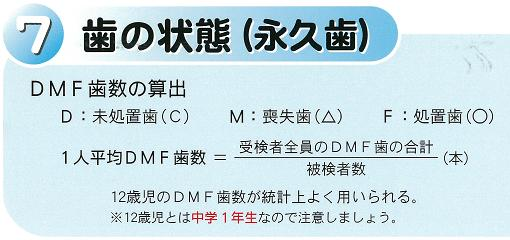 7 歯の状態(永久歯)
DMF歯数の算出
D：未処置歯(C)　M：喪失歯(△)　F：処置歯(○)
1人平均DMF歯数 = 受検者全員のDMF歯の合計 / 被検者数 (本)
12歳児のDMF歯数が統計上よく用いられる。
※12歳児とは中学1年生なので注意しましょう。